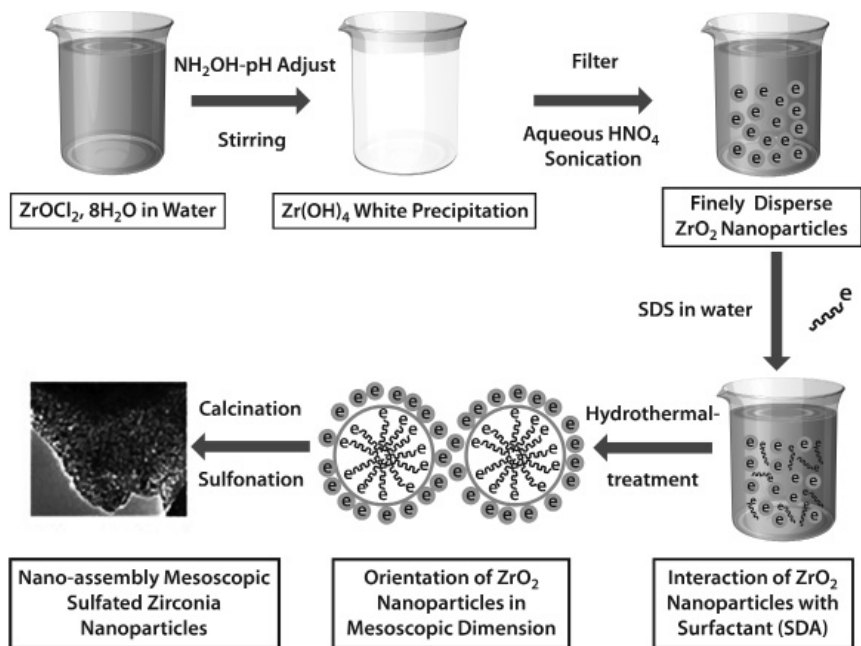 NH₂OH-pH Adjust
Stirring
Filter
Aqueous HNO₄
Sonication
e e e e e e e e e e e e e e e
ZrOCl₂, 8H₂O in Water
Zr(OH)₄ White Precipitation
Finely Disperse
ZrO₂ Nanoparticles
SDS in water
e
Calcination
Sulfonation
Hydrothermal-
treatment
Nano-assembly Mesoscopic
Sulfated Zirconia
Nanoparticles
Orientation of ZrO₂
Nanoparticles in
Mesoscopic Dimension
Interaction of ZrO₂
Nanoparticles with
Surfactant (SDA)